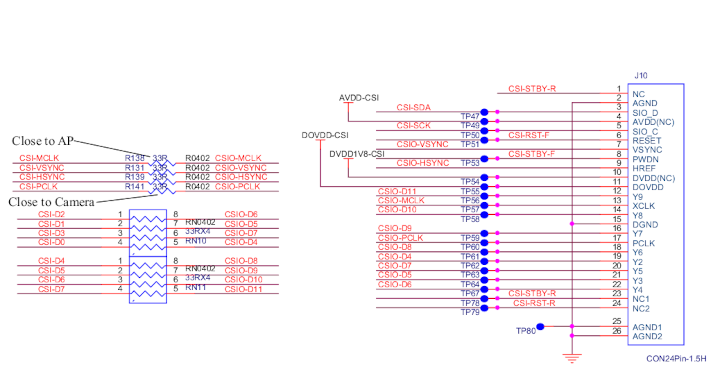 J10
CSI-STBY-R 1 NC
2 AGND
AVDD-CSI
CSI-SDA 3 SIO_D
TP47 4 AVDD(NC)
CSI-SCK 5 SIO_C
TP49
DOVDD-CSI CSI-RST-F 6 RESET
TP50
CSIO-VSYNC 7 VSYNC
TP51
DVDD1V8-CSI CSI-STBY-F 8 PWDN
CSIO-HSYNC 9 HREF
TP53
10 DVDD(NC)
TP54 11 DOVDD
CSIO-D11 12 Y9
TP55
CSIO-MCLK 13 XCLK
TP56
CSIO-D10 14 Y8
TP57
TP58 15 DGND
CSIO-D9 16 Y7
CSIO-PCLK 17 PCLK
TP59
CSIO-D8 18 Y6
TP60
CSIO-D4 19 Y2
TP61
CSIO-D7 20 Y5
TP62
CSIO-D5 21 Y3
TP63
CSIO-D6 22 Y4
TP64
CSI-STBY-R 23 NC1
TP67
CSI-RST-R 24 NC2
TP78
TP79
25 AGND1
TP80
26 AGND2
CON24Pin-1.5H
Close to AP
CSI-MCLK R138 33R R0402 CSIO-MCLK
CSI-VSYNC R131 33R R0402 CSIO-VSYNC
CSI-HSYNC R139 33R R0402 CSIO-HSYNC
CSI-PCLK R141 33R R0402 CSIO-PCLK
Close to Camera
CSI-D2 1 8 CSIO-D6
CSI-D1 2 7 RN0402 CSIO-D5
CSI-D3 3 6 33RX4 CSIO-D7
CSI-D0 4 5 RN10 CSIO-D4
CSI-D4 1 8 CSIO-D8
CSI-D5 2 7 RN0402 CSIO-D9
CSI-D6 3 6 33RX4 CSIO-D10
CSI-D7 4 5 RN11 CSIO-D11